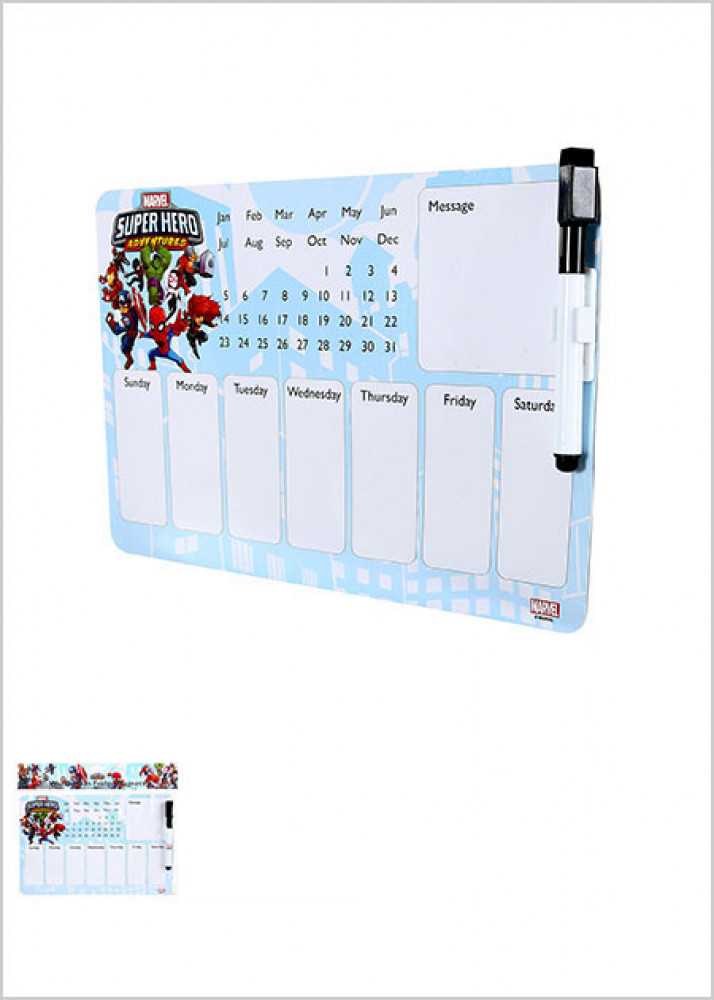 MARVEL
SUPER HERO
ADVENTURES
Jan Feb Mar Apr May Jun
Jul Aug Sep Oct Nov Dec
1 2 3 4
5 6 7 8 9 10 11 12 13
14 15 16 17 18 19 20 21 22
23 24 25 26 27 28 29 30 31
Message
Sunday Monday Tuesday Wednesday Thursday Friday Saturda
MARVEL